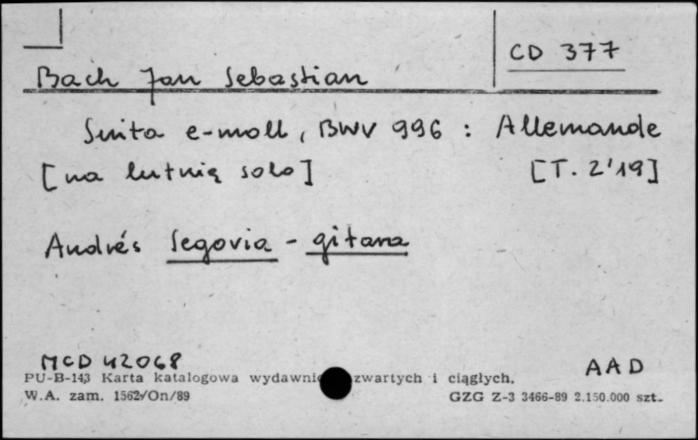 CD 377
Bach Jan Sebastian
Suita e-moll, BWV 996 : Allemande
[na lutnię solo] [T. 2'19]
Andrés Segovia - gitara
MCD 42068 AAD
PU-B-143 Karta katalogowa zwartych i ciągłych.
W.A. zam. 1562/On/89 GZG Z-3 3466-89 2.150.000 szt.